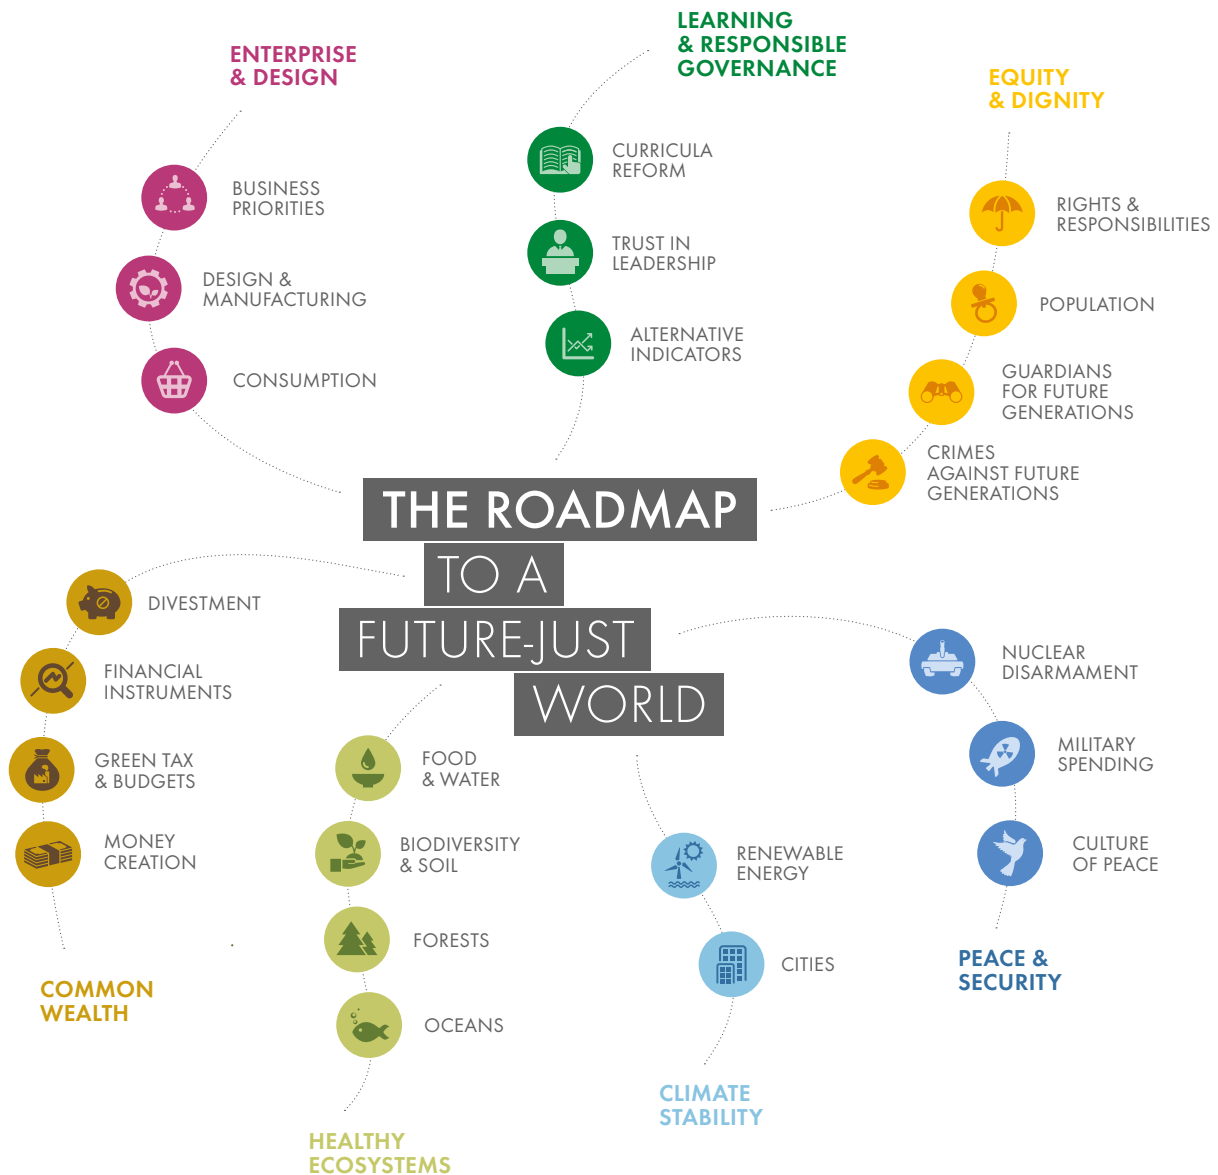 LEARNING
& RESPONSIBLE
GOVERNANCE
ENTERPRISE
& DESIGN
EQUITY
& DIGNITY
CURRICULA
REFORM
BUSINESS
PRIORITIES
RIGHTS &
RESPONSIBILITIES
TRUST IN
LEADERSHIP
DESIGN &
MANUFACTURING
POPULATION
ALTERNATIVE
INDICATORS
CONSUMPTION
GUARDIANS
FOR FUTURE
GENERATIONS
CRIMES
AGAINST FUTURE
GENERATIONS
THE ROADMAP
TO A
FUTURE-JUST
WORLD
DIVESTMENT
FINANCIAL
INSTRUMENTS
GREEN TAX
& BUDGETS
MONEY
CREATION
COMMON
WEALTH
FOOD
& WATER
BIODIVERSITY
& SOIL
FORESTS
OCEANS
HEALTHY
ECOSYSTEMS
RENEWABLE
ENERGY
CITIES
CLIMATE
STABILITY
NUCLEAR
DISARMAMENT
MILITARY
SPENDING
CULTURE
OF PEACE
PEACE &
SECURITY